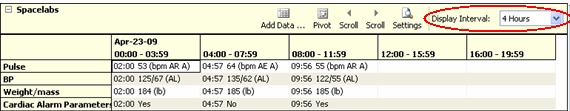 Spacelabs
Add Data ... Pivot Scroll Scroll Settings Display Interval: 4 Hours
Apr-23-09
00:00 - 03:59 04:00 - 07:59 08:00 - 11:59 12:00 - 15:59 16:00 - 19:59
Pulse 02:00 53 (bpm AR A) 04:57 64 (bpm AE A) 09:56 55 (bpm AR A)
BP 02:00 125/67 (AL) 04:57 135/62 (AL) 09:56 122/55 (AL)
Weight/mass 02:00 184 (lb) 04:57 185 (lb) 09:56 185 (lb)
Cardiac Alarm Parameters 02:00 Yes 04:57 No 09:56 Yes